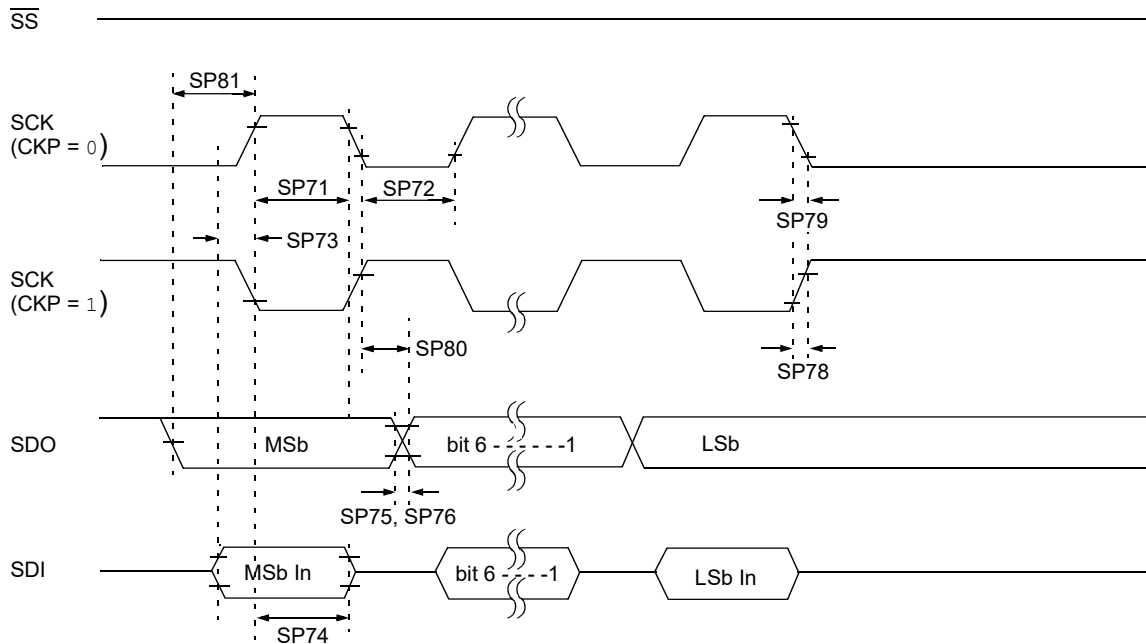 SS
SP81
SCK
(CKP = 0)
SP71
SP72
SP79
SP73
SCK
(CKP = 1)
SP80
SP78
SDO
MSb
bit 6 - - - - - - -1
LSb
SP75, SP76
SDI
MSb In
bit 6 - - - - - -1
LSb In
SP74